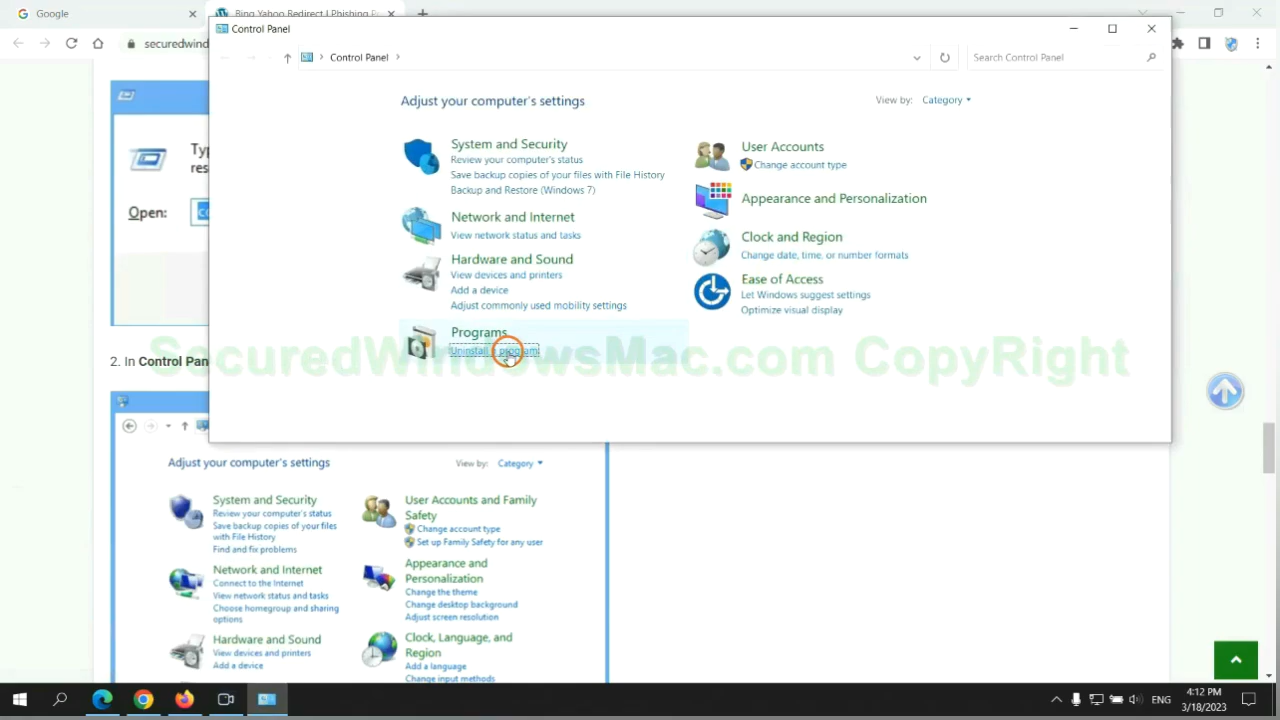 Google
Bing Yahoo Redirect | Phishing P
Control Panel
securedwind
Control Panel
Search Control Panel
Adjust your computer's settings
View by: Category
System and Security
Review your computer's status
Save backup copies of your files with File History
Backup and Restore (Windows 7)
Network and Internet
View network status and tasks
Hardware and Sound
View devices and printers
Add a device
Adjust commonly used mobility settings
Programs
Uninstall a program
User Accounts
Change account type
Appearance and Personalization
Clock and Region
Change date, time, or number formats
Ease of Access
Let Windows suggest settings
Optimize visual display
Open:
SecuredWindowsMac.com CopyRight
2. In Control Pan
Adjust your computer's settings
View by: Category
System and Security
Review your computer's status
Save backup copies of your files
with File History
Find and fix problems
Network and Internet
Connect to the Internet
View network status and tasks
Choose homegroup and sharing
options
Hardware and Sound
View devices and printers
Add a device
User Accounts and Family
Safety
Change account type
Set up Family Safety for any user
Appearance and
Personalization
Change the theme
Change desktop background
Adjust screen resolution
Clock, Language, and
Region
Add a language
Change input methods
ENG
4:12 PM
3/18/2023